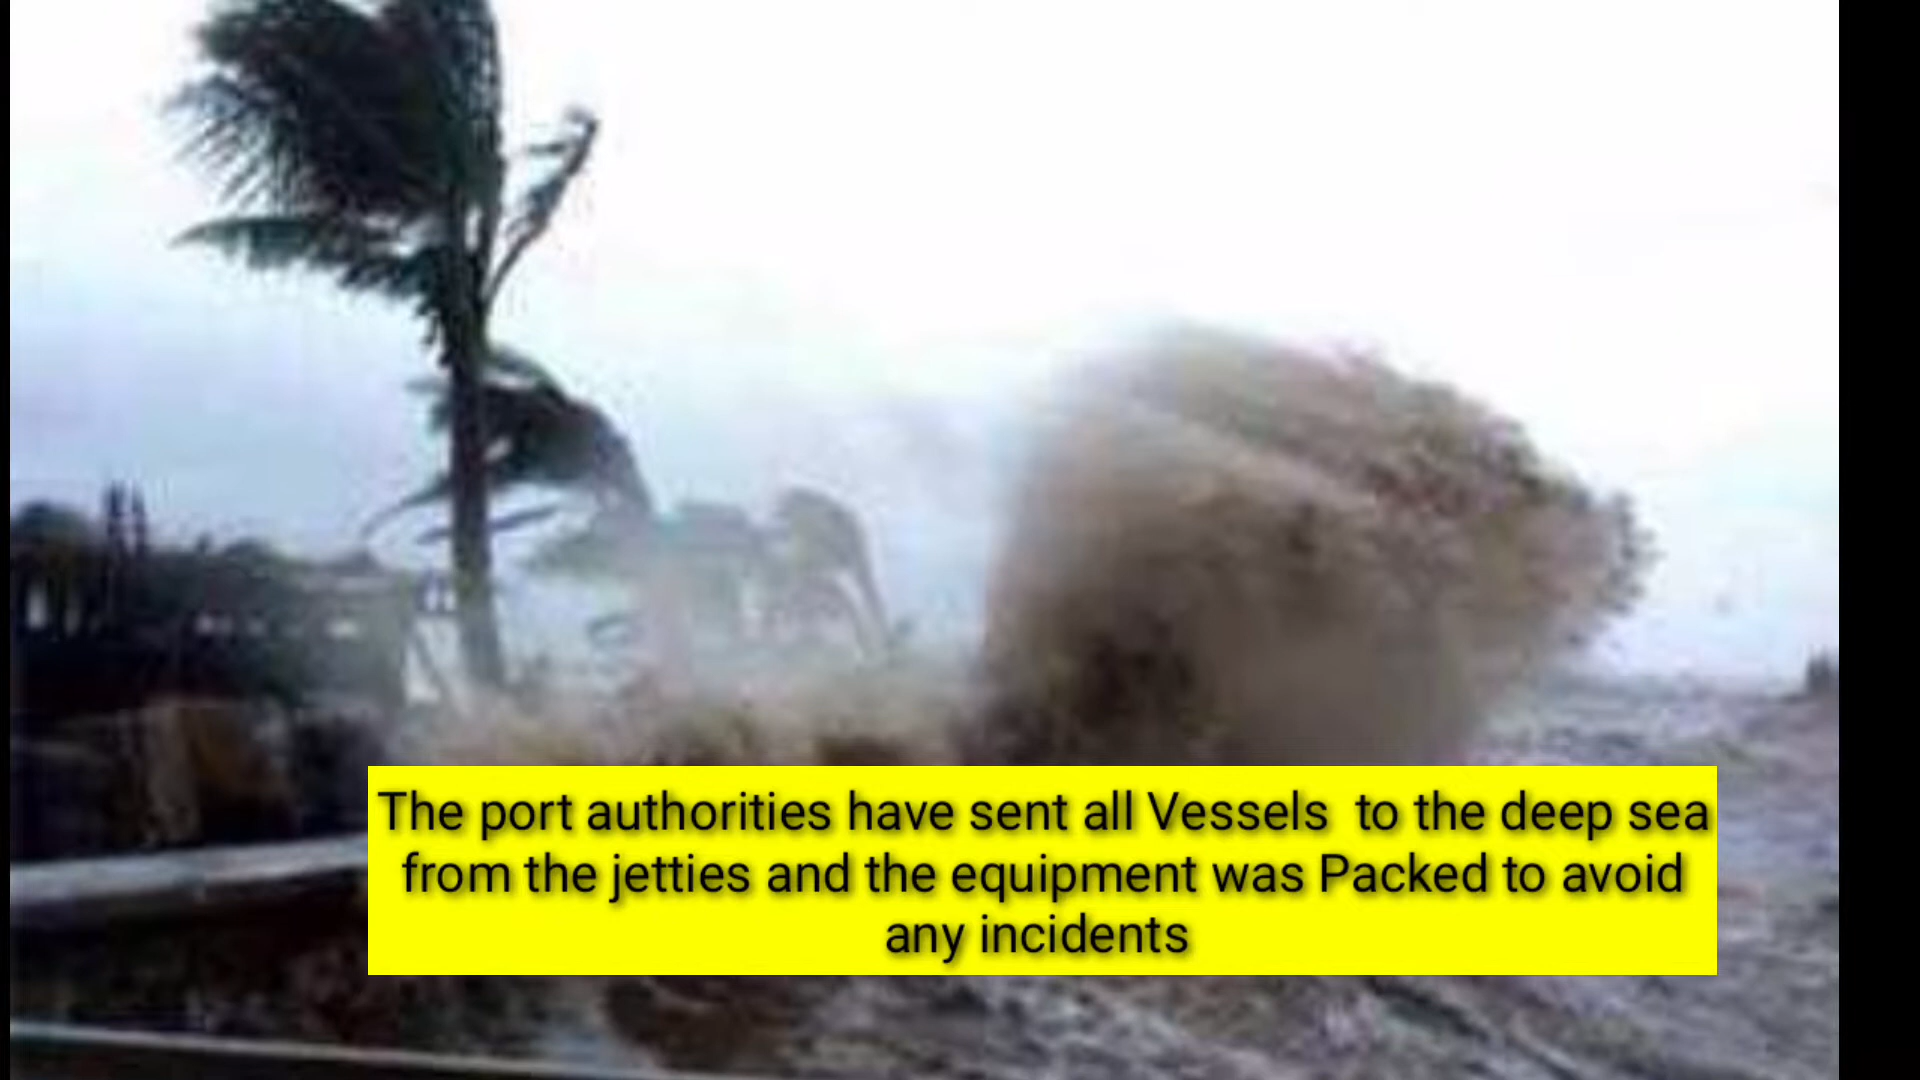 The port authorities have sent all Vessels  to the deep sea
from the jetties and the equipment was Packed to avoid
any incidents